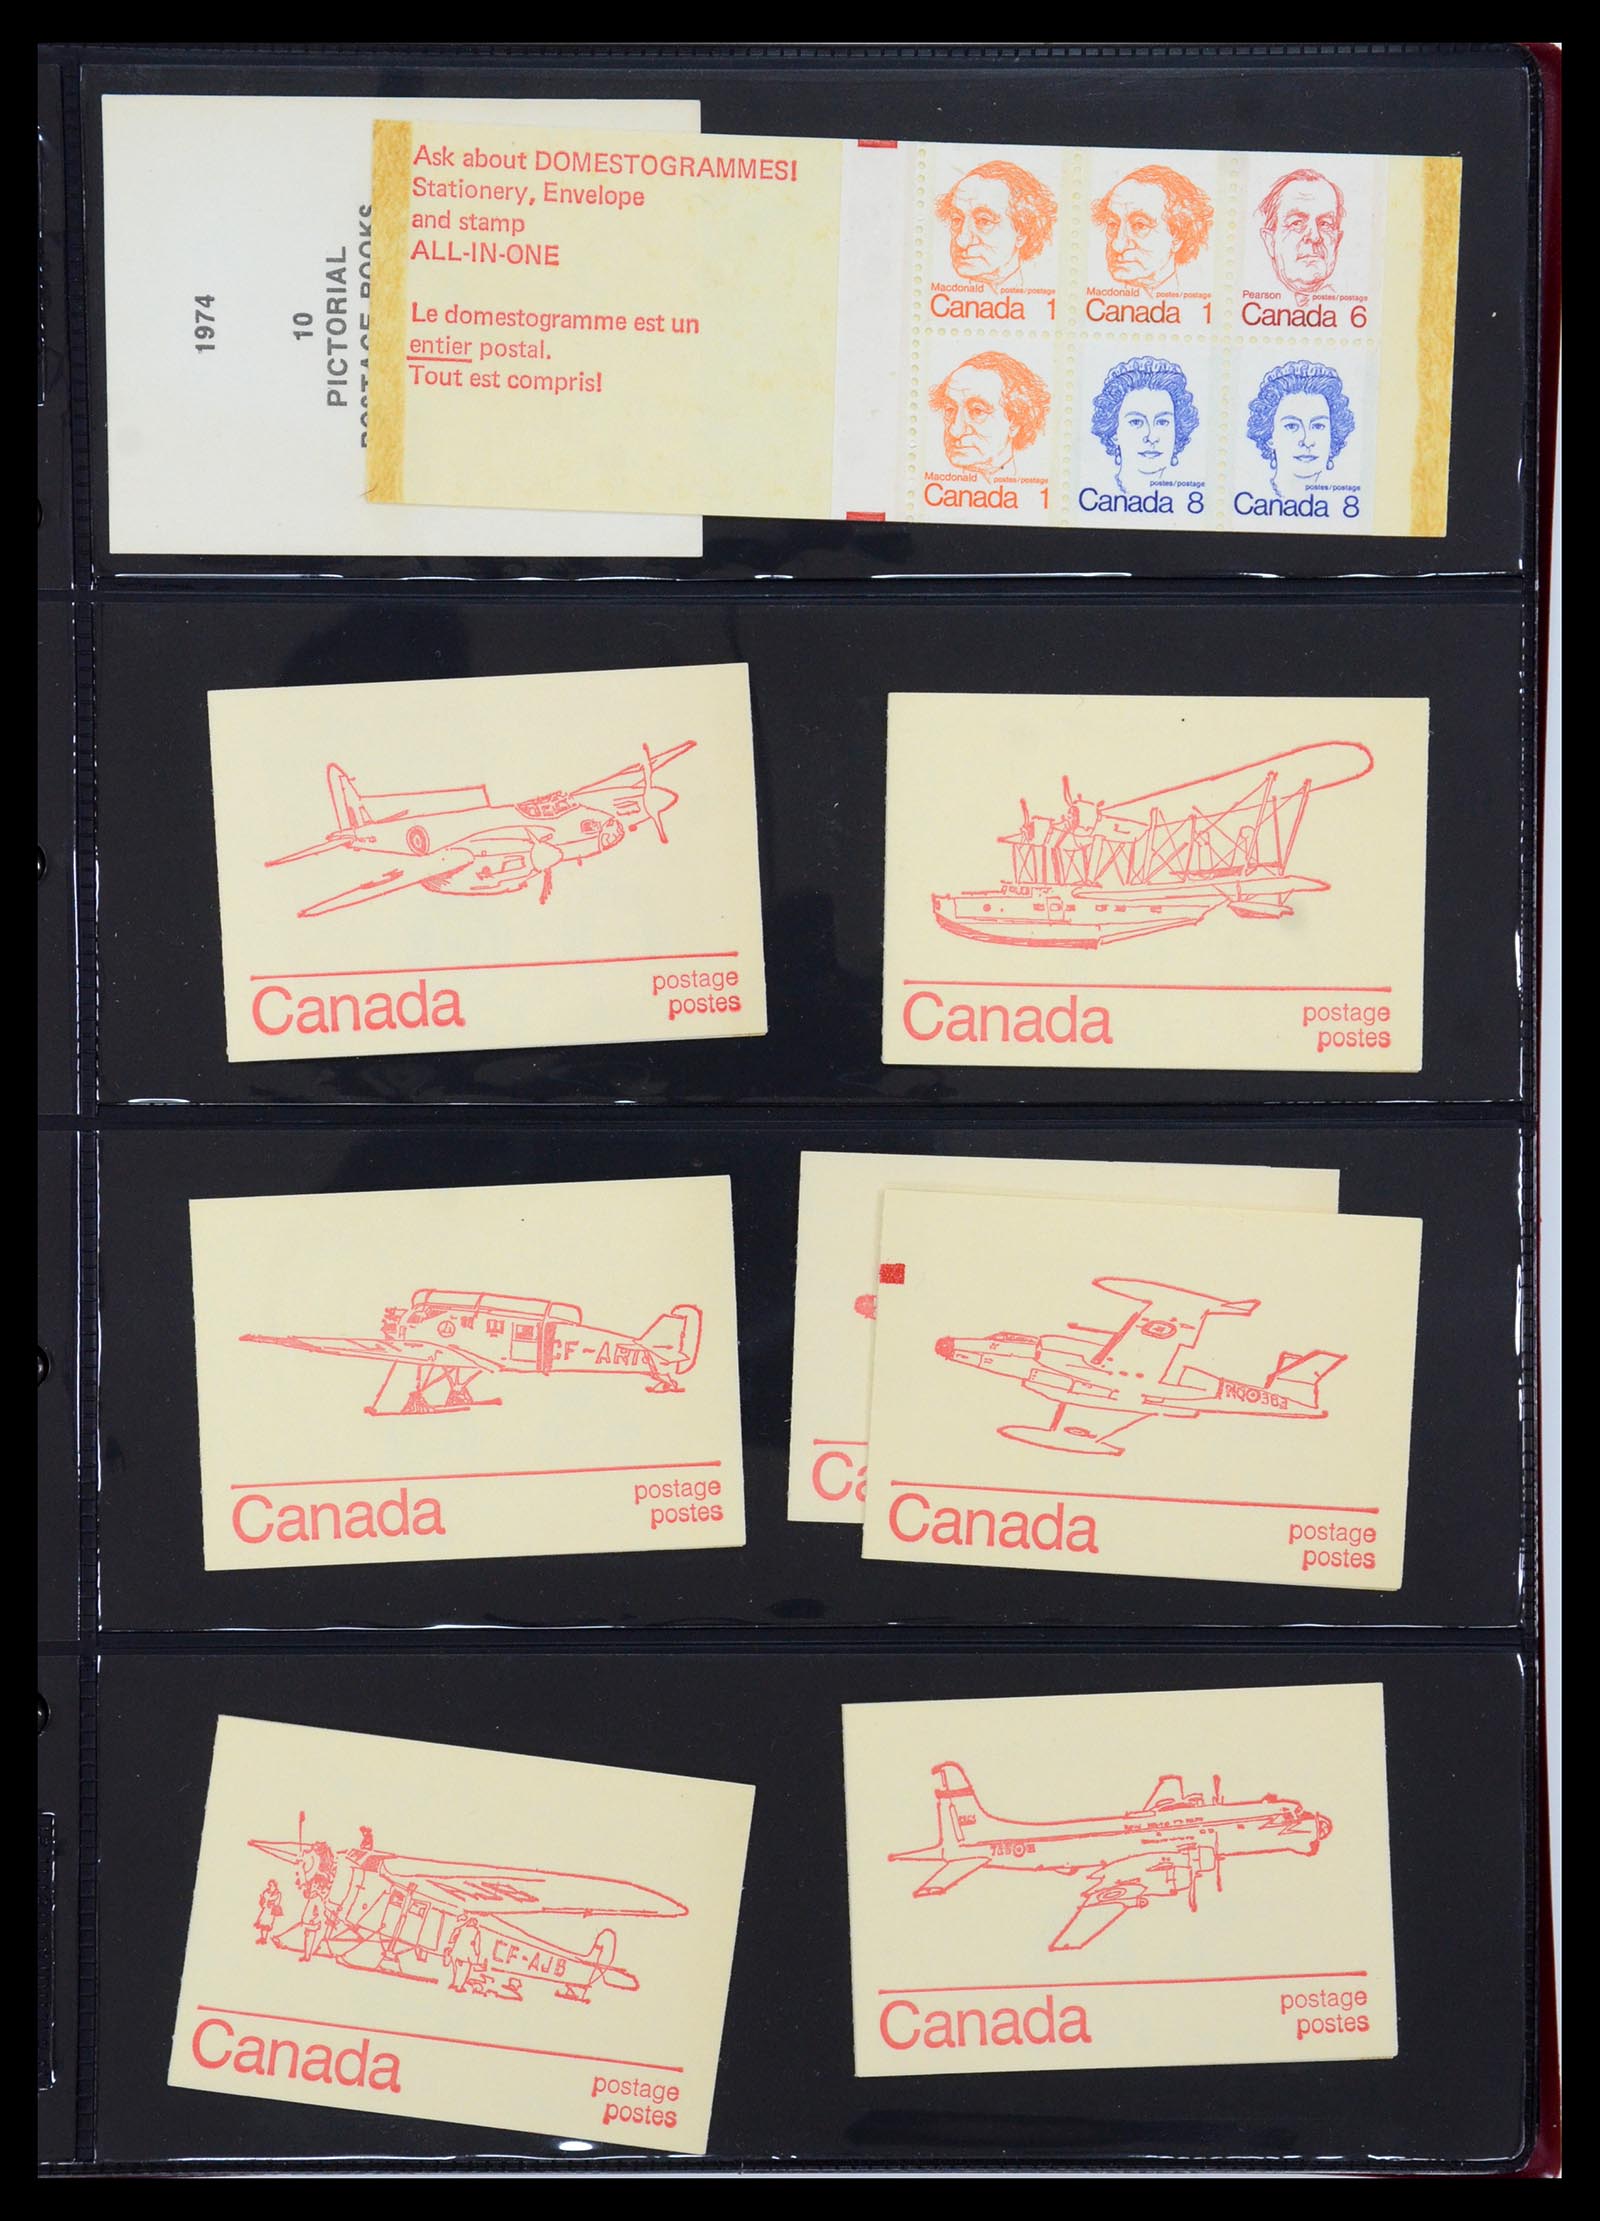 1974
10
PICTORIAL
POSTAGE BOOKS
Ask about DOMESTOGRAMMES!
Stationery, Envelope
and stamp
ALL-IN-ONE
Le domestogramme est un
entier postal.
Tout est compris!
Macdonald postes/postage
Canada 1
Macdonald postes/postage
Canada 1
Pearson postes/postage
Canada 6
Macdonald postes/postage
Canada 1
postes/postage
Canada 8
postes/postage
Canada 8
Canada
postage
postes
Canada
postage
postes
CF-ARI
Canada
postage
postes
Ca
Canada
postage
postes
CF-AJB
Canada
postage
postes
Canada
postage
postes